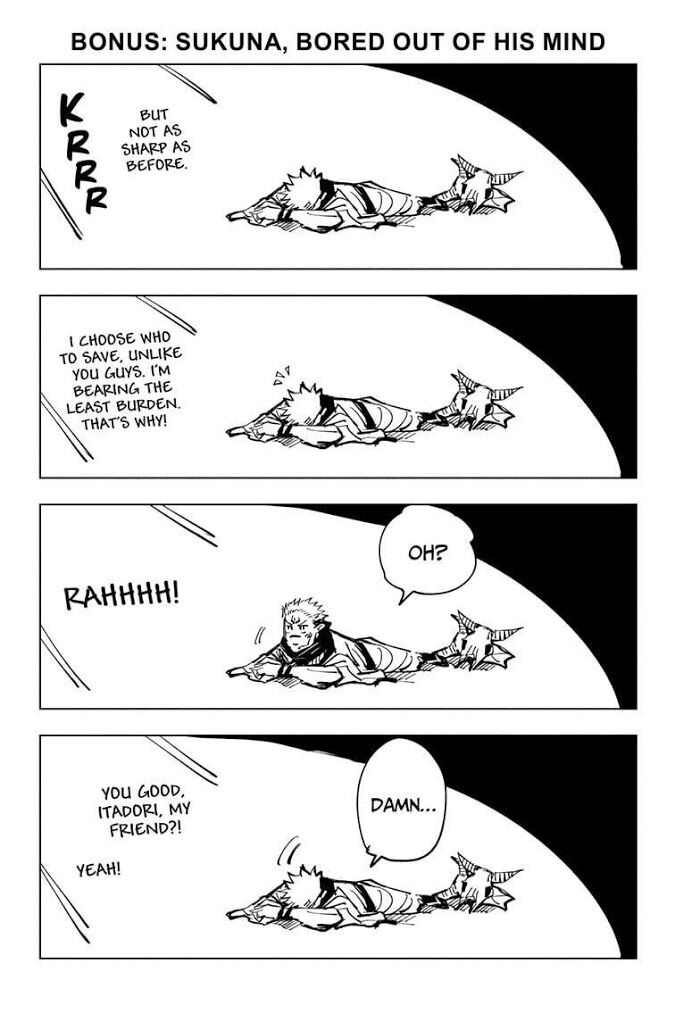 BONUS: SUKUNA, BORED OUT OF HIS MIND
KRRR
BUT
NOT AS
SHARP AS
BEFORE.
I CHOOSE WHO
TO SAVE, UNLIKE
YOU GUYS. I'M
BEARING THE
LEAST BURDEN.
THAT'S WHY!
RAHHHH!
OH?
YOU GOOD,
ITADORI, MY
FRIEND?!
YEAH!
DAMN...